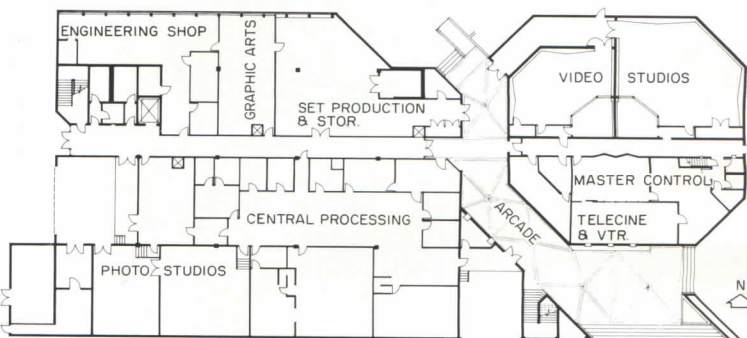 ENGINEERING SHOP
GRAPHIC ARTS
SET PRODUCTION
& STOR.
VIDEO STUDIOS
MASTER CONTROL
TELECINE
& VTR.
ARCADE
CENTRAL PROCESSING
PHOTO STUDIOS
N